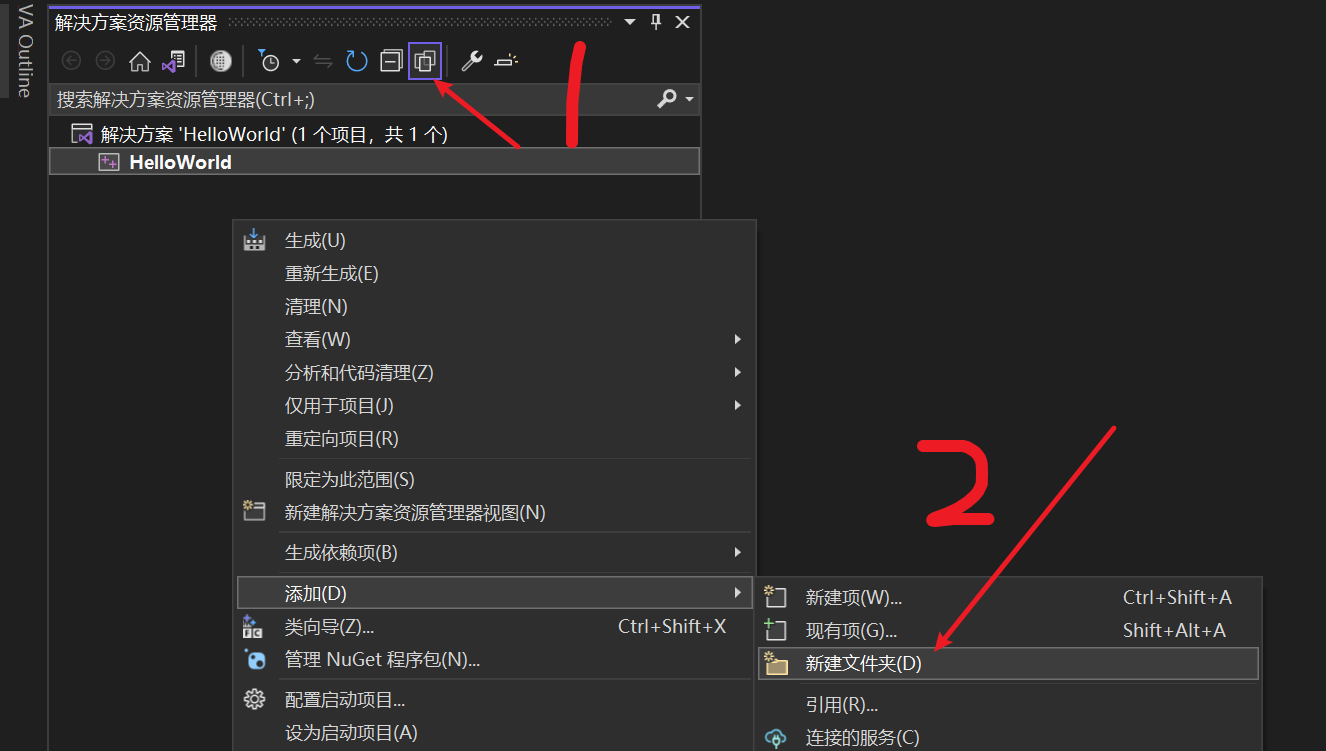 VA Outline
解决方案资源管理器
搜索解决方案资源管理器(Ctrl+;)
解决方案 'HelloWorld' (1 个项目，共 1 个)
HelloWorld
1
生成(U)
重新生成(E)
清理(N)
查看(W)
分析和代码清理(Z)
仅用于项目(J)
重定向项目(R)
限定为此范围(S)
新建解决方案资源管理器视图(N)
生成依赖项(B)
添加(D)
类向导(Z)... Ctrl+Shift+X
管理 NuGet 程序包(N)...
配置启动项目...
设为启动项目(A)
2
新建项(W)... Ctrl+Shift+A
现有项(G)... Shift+Alt+A
新建文件夹(D)
引用(R)...
连接的服务(C)